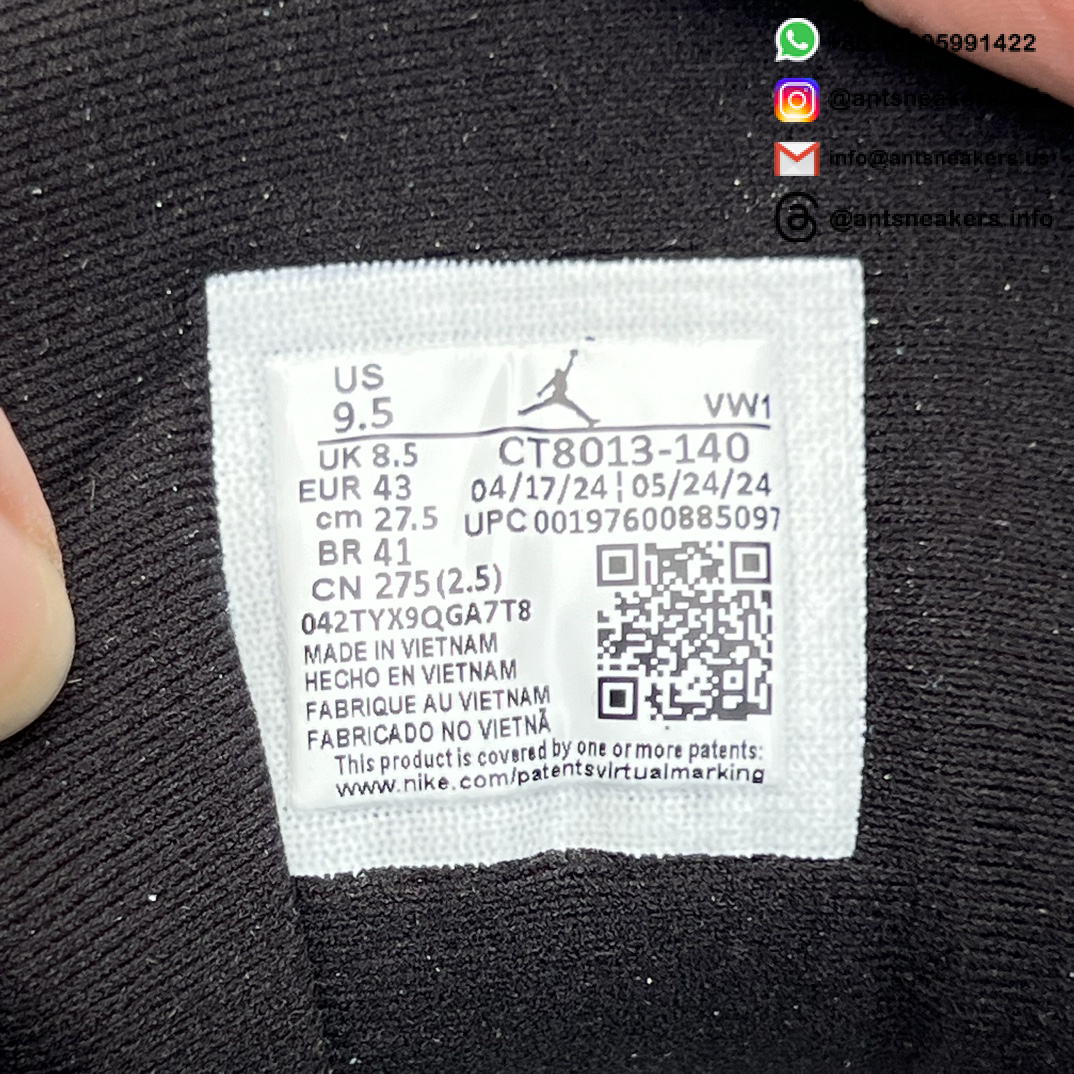 5991422
@antsneakers
info@antsneakers.us
@antsneakers.info
US
9.5
VW1
UK 8.5 CT8013-140
EUR 43 04/17/24 ¦ 05/24/24
cm 27.5 UPC 00197600885097
BR 41
CN 275 (2.5)
042TYX9QGA7T8
MADE IN VIETNAM
HECHO EN VIETNAM
FABRIQUE AU VIETNAM
FABRICADO NO VIETNÃ
This product is covered by one or more patents:
www.nike.com/patentsvirtualmarking